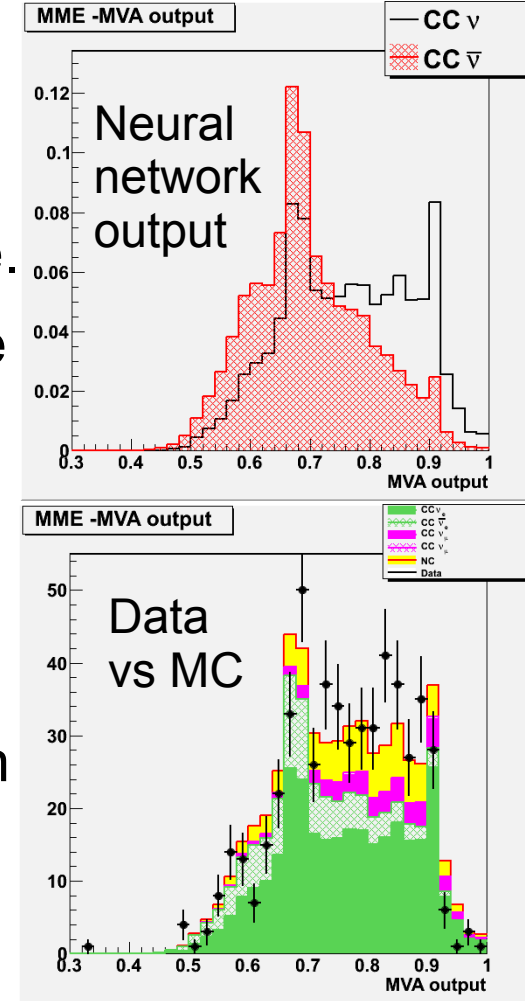 MME -MVA output
CC ν
CC ν̅
0.12
0.1
0.08
0.06
0.04
0.02
0
Neural
network
output
0.3 0.4 0.5 0.6 0.7 0.8 0.9 1
MVA output
e.
e
n
MME -MVA output
CC νe
CC ν̅e
CC νμ
CC ν̅μ
NC
Data
50
40
30
20
10
0
Data
vs MC
0.3 0.4 0.5 0.6 0.7 0.8 0.9 1
MVA output